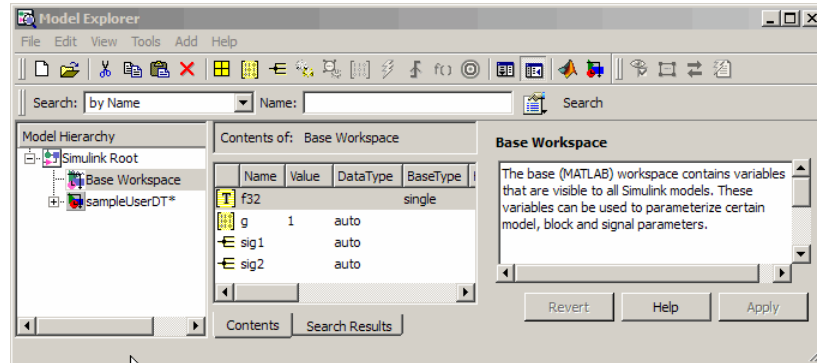 Model Explorer
File Edit View Tools Add Help
f()
Search: by Name Name: Search
Model Hierarchy
Simulink Root
Base Workspace
sampleUserDT*
Contents of: Base Workspace
Name Value DataType BaseType
[T] f32 single
g 1 auto
sig1 auto
sig2 auto
Contents Search Results
Base Workspace
The base (MATLAB) workspace contains variables
that are visible to all Simulink models. These
variables can be used to parameterize certain
model, block and signal parameters.
Revert Help Apply